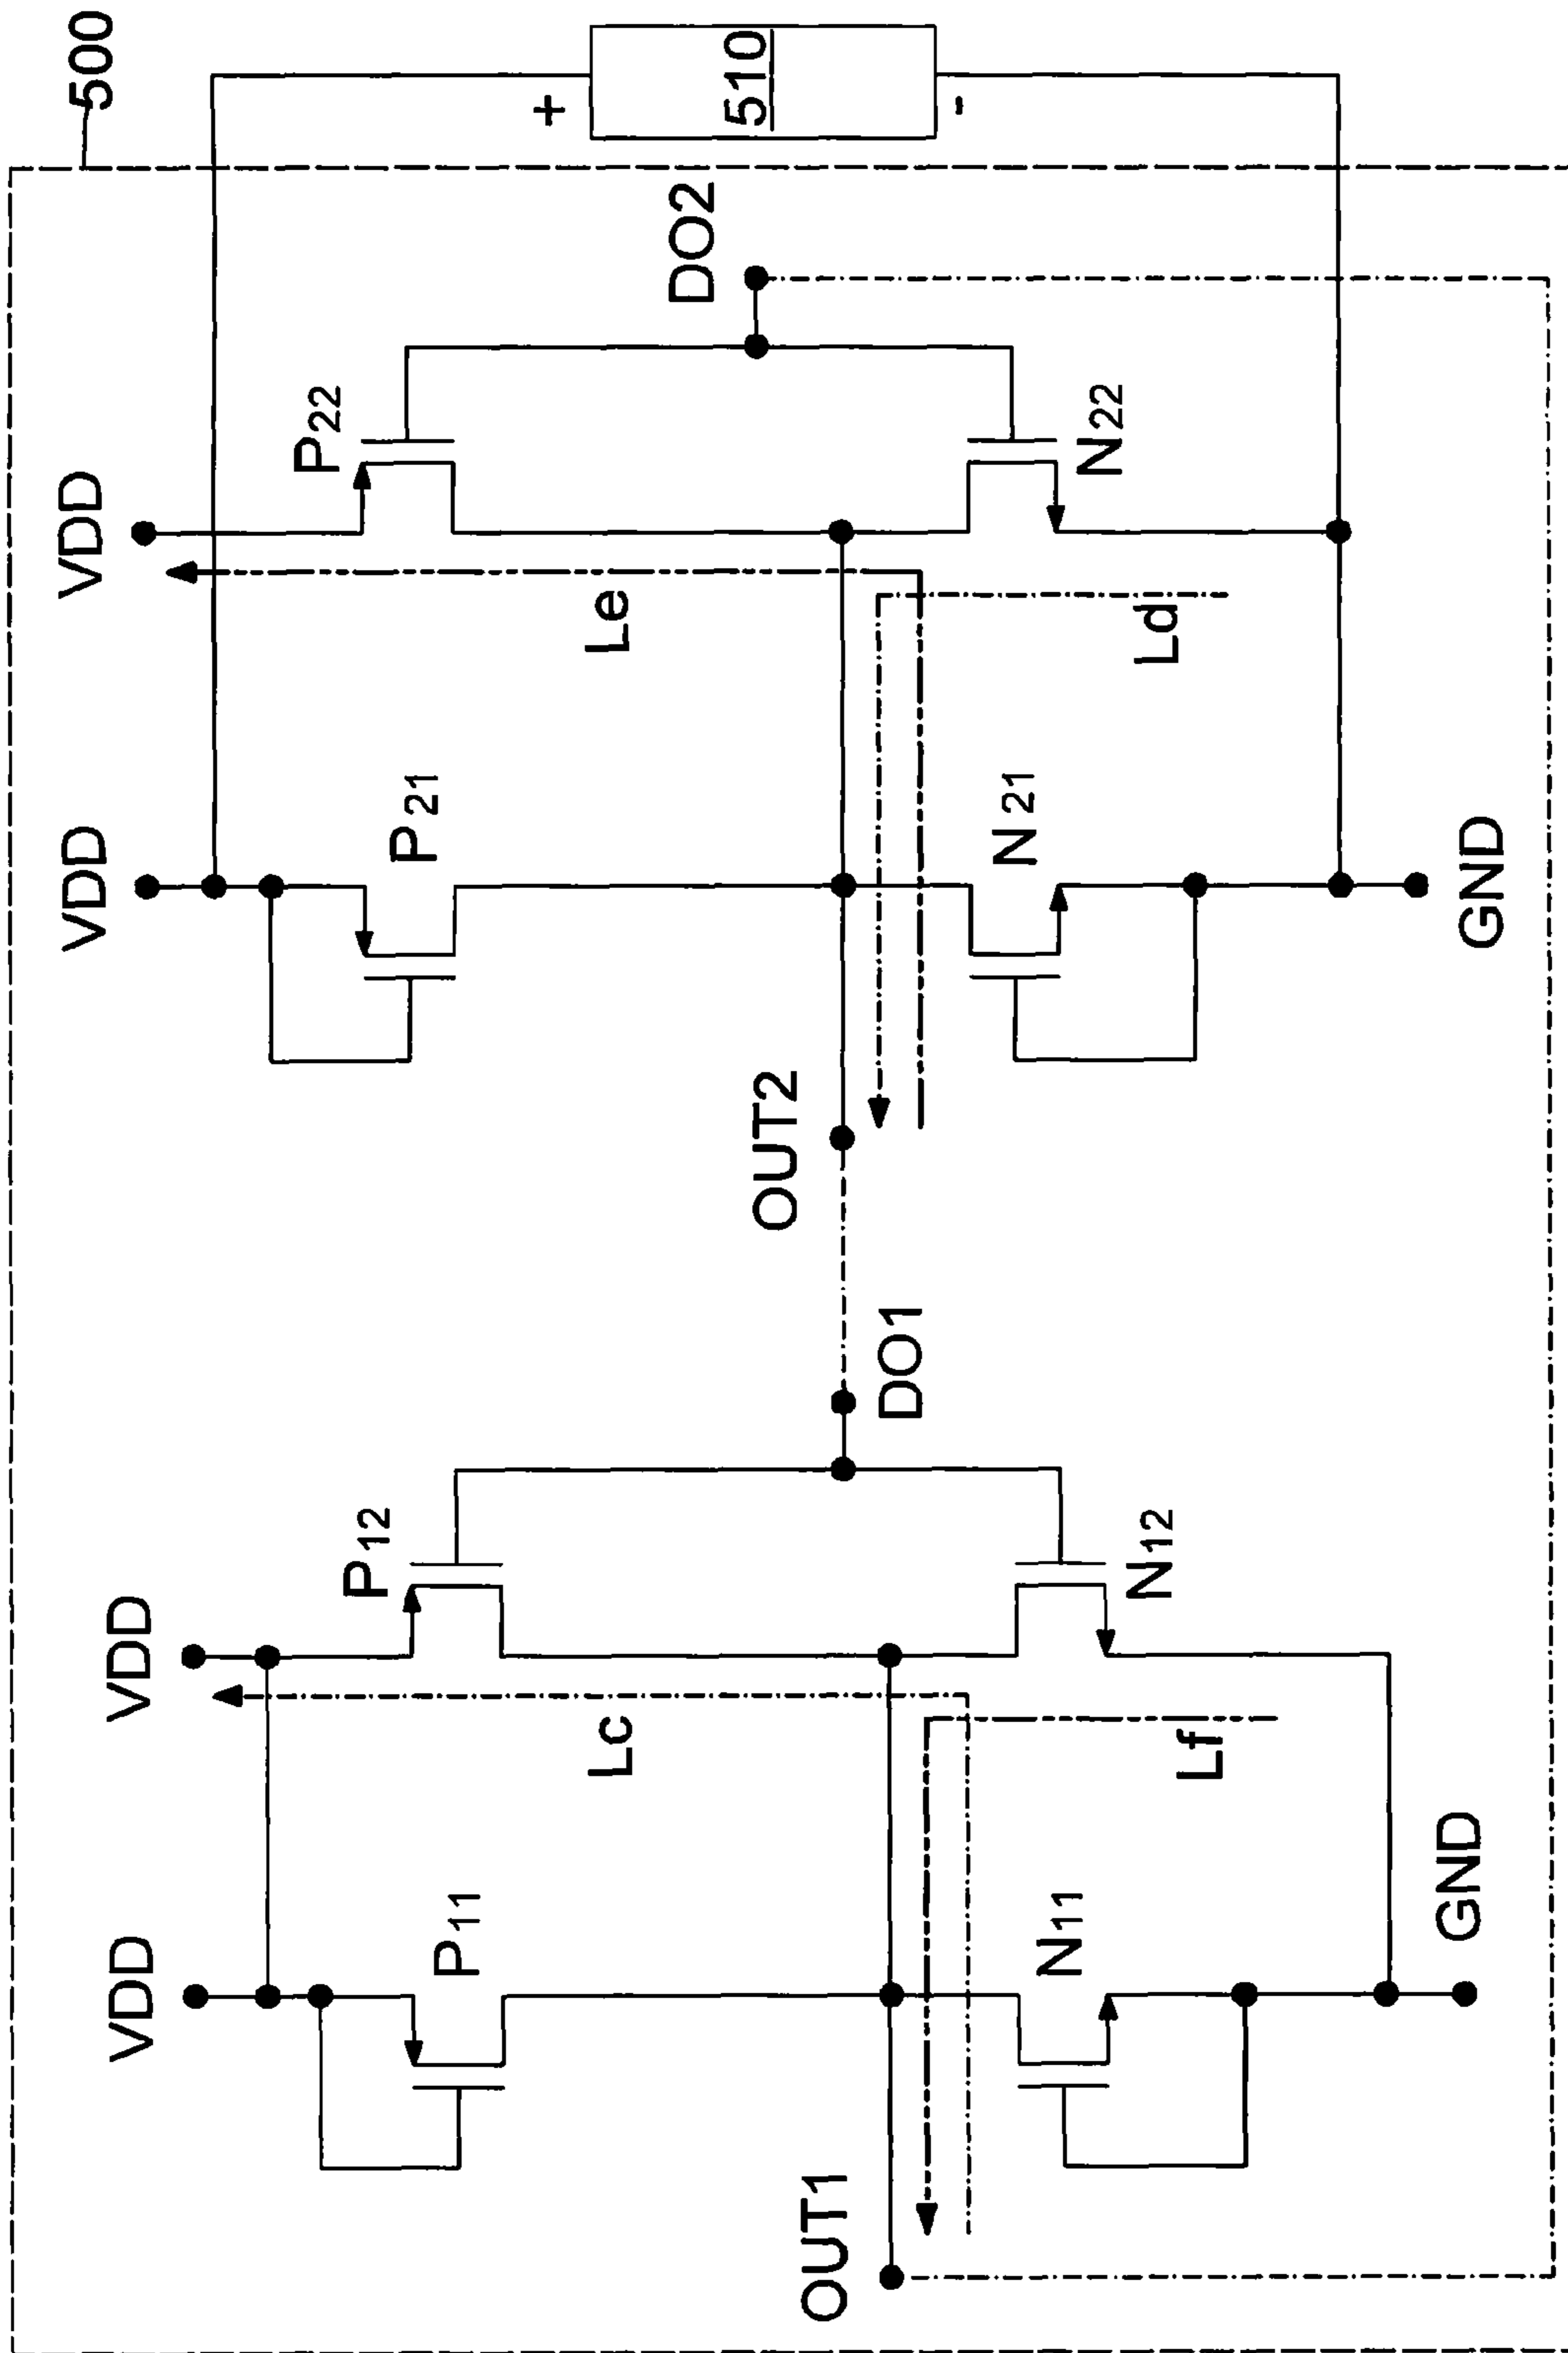 500
VDD
VDD
VDD
VDD
+
510
-
P11
P12
P21
P22
Lc
Le
DO2
OUT1
OUT2
DO1
N11
N12
N21
N22
Lf
Ld
GND
GND